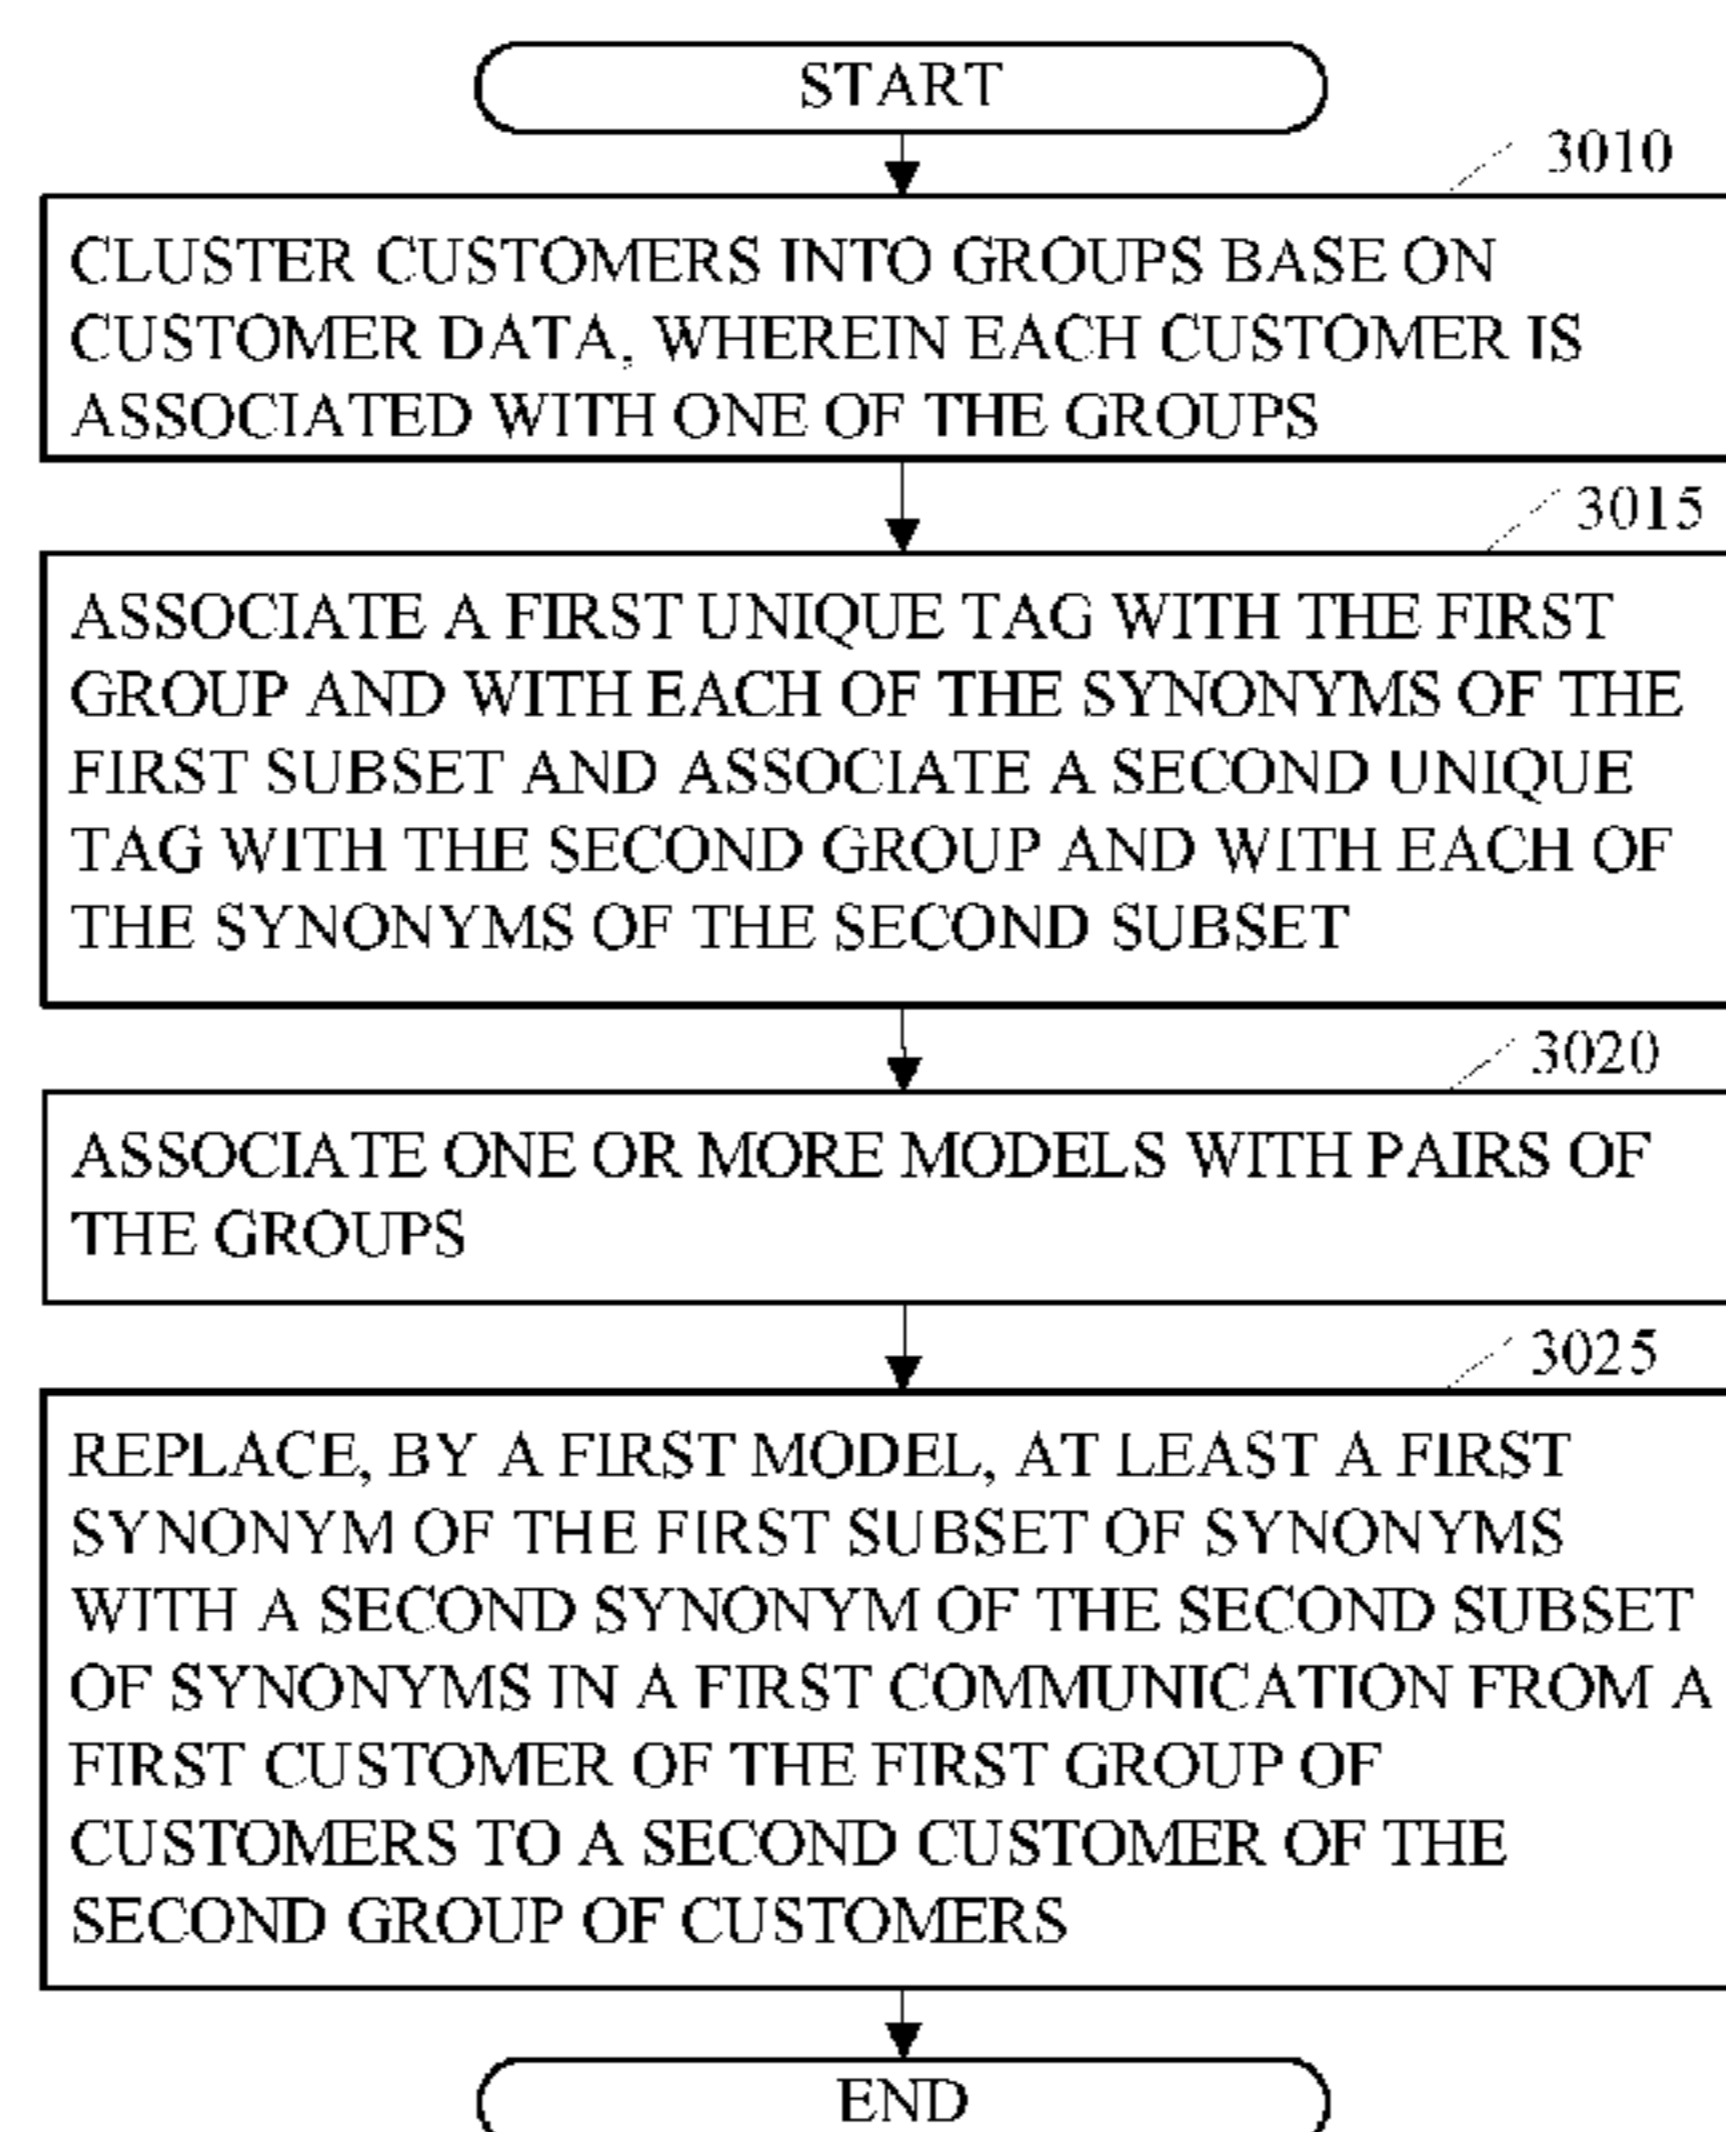 START
3010
CLUSTER CUSTOMERS INTO GROUPS BASE ON
CUSTOMER DATA, WHEREIN EACH CUSTOMER IS
ASSOCIATED WITH ONE OF THE GROUPS
3015
ASSOCIATE A FIRST UNIQUE TAG WITH THE FIRST
GROUP AND WITH EACH OF THE SYNONYMS OF THE
FIRST SUBSET AND ASSOCIATE A SECOND UNIQUE
TAG WITH THE SECOND GROUP AND WITH EACH OF
THE SYNONYMS OF THE SECOND SUBSET
3020
ASSOCIATE ONE OR MORE MODELS WITH PAIRS OF
THE GROUPS
3025
REPLACE, BY A FIRST MODEL, AT LEAST A FIRST
SYNONYM OF THE FIRST SUBSET OF SYNONYMS
WITH A SECOND SYNONYM OF THE SECOND SUBSET
OF SYNONYMS IN A FIRST COMMUNICATION FROM A
FIRST CUSTOMER OF THE FIRST GROUP OF
CUSTOMERS TO A SECOND CUSTOMER OF THE
SECOND GROUP OF CUSTOMERS
END